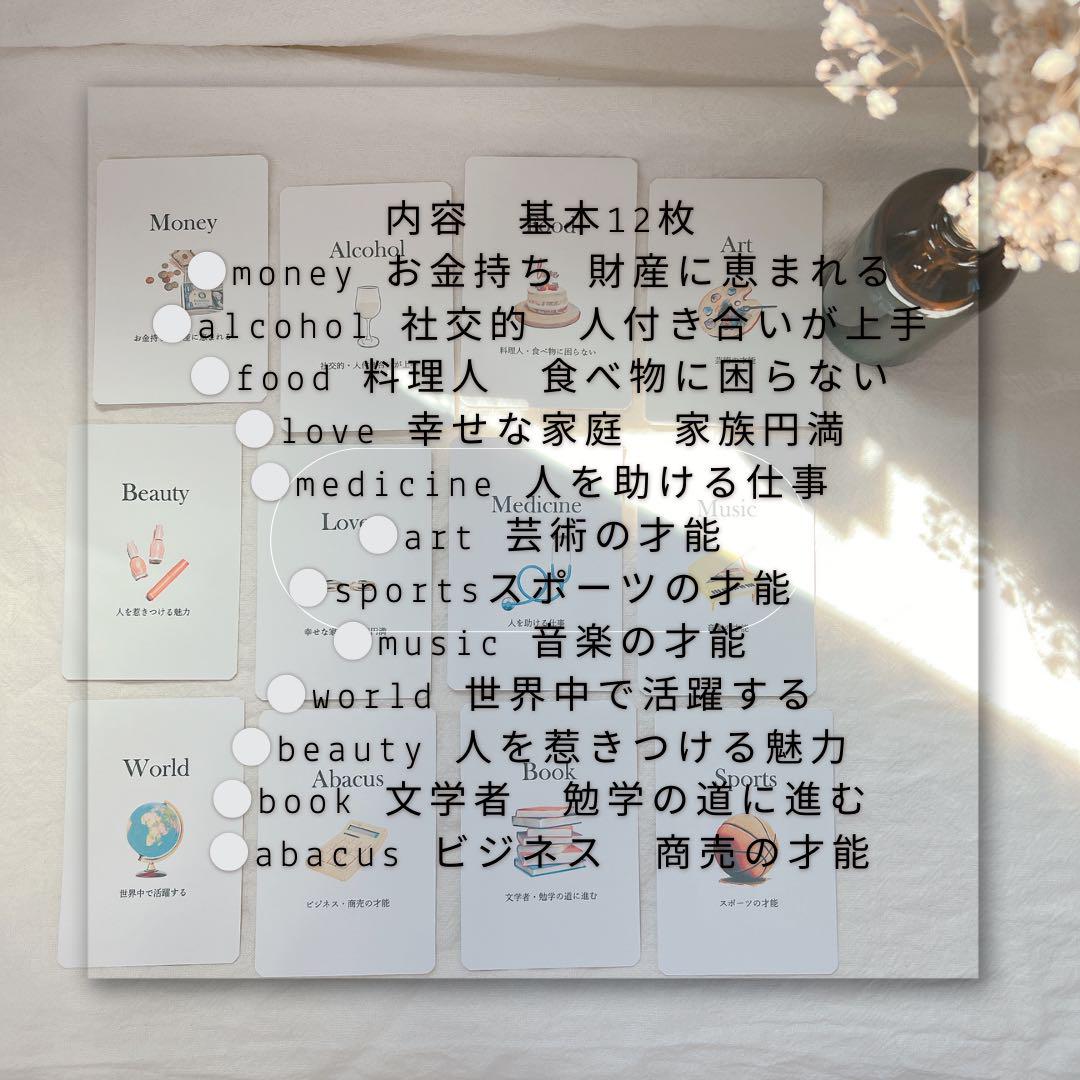 内容　基本12枚
money お金持ち 財産に恵まれる
alcohol 社交的　人付き合いが上手
food 料理人　食べ物に困らない
love 幸せな家庭　家族円満
medicine 人を助ける仕事
art 芸術の才能
sportsスポーツの才能
music 音楽の才能
world 世界中で活躍する
beauty 人を惹きつける魅力
book 文学者　勉学の道に進む
abacus ビジネス　商売の才能
Money
Alcohol
Food
料理人・食べ物に困らない
Art
Beauty
人を惹きつける魅力
Love
Medicine
人を助ける仕事
Music
World
世界中で活躍する
Abacus
ビジネス・商売の才能
Book
文学者・勉学の道に進む
Sports
スポーツの才能